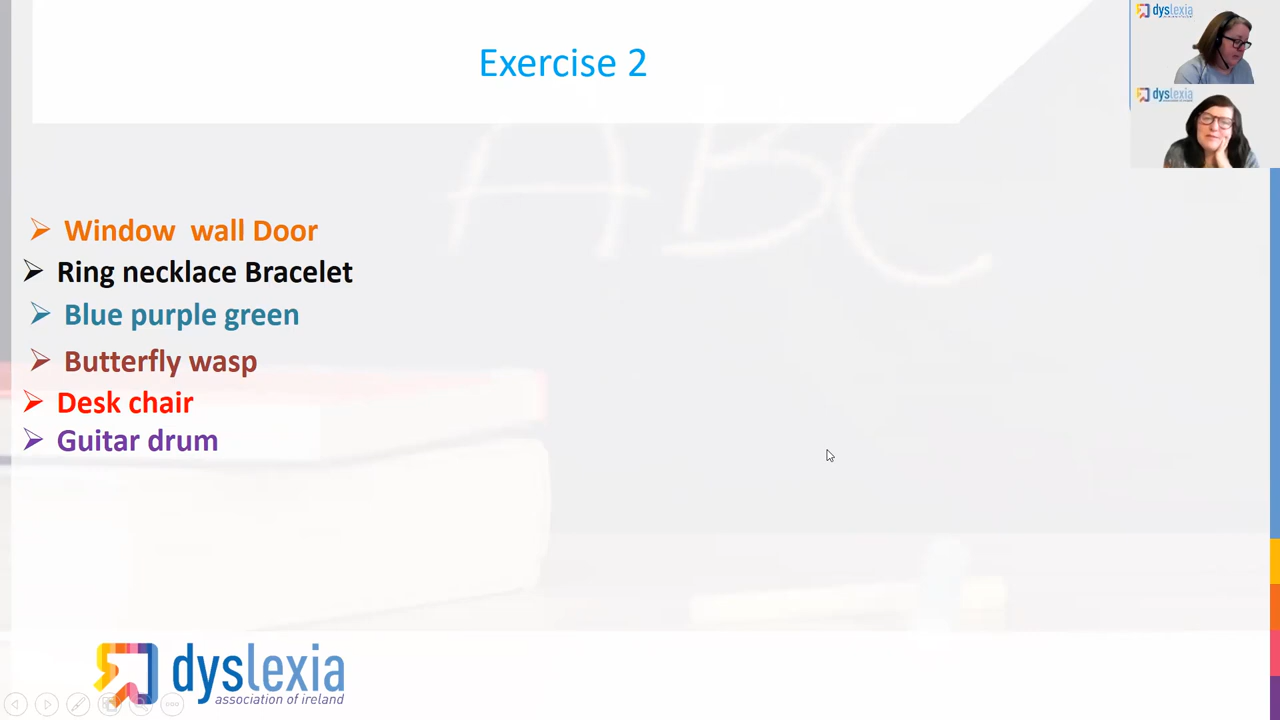 Exercise 2
dyslexia
dyslexia
ABC
Window  wall Door
Ring necklace Bracelet
Blue purple green
Butterfly wasp
Desk chair
Guitar drum
dyslexia
association of ireland